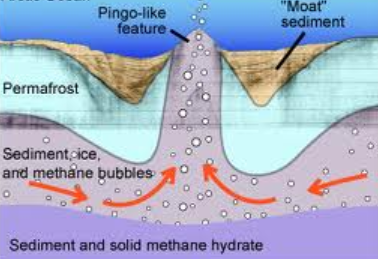 Pingo-like
feature
"Moat"
sediment
Permafrost
Sediment, ice,
and methane bubbles
Sediment and solid methane hydrate